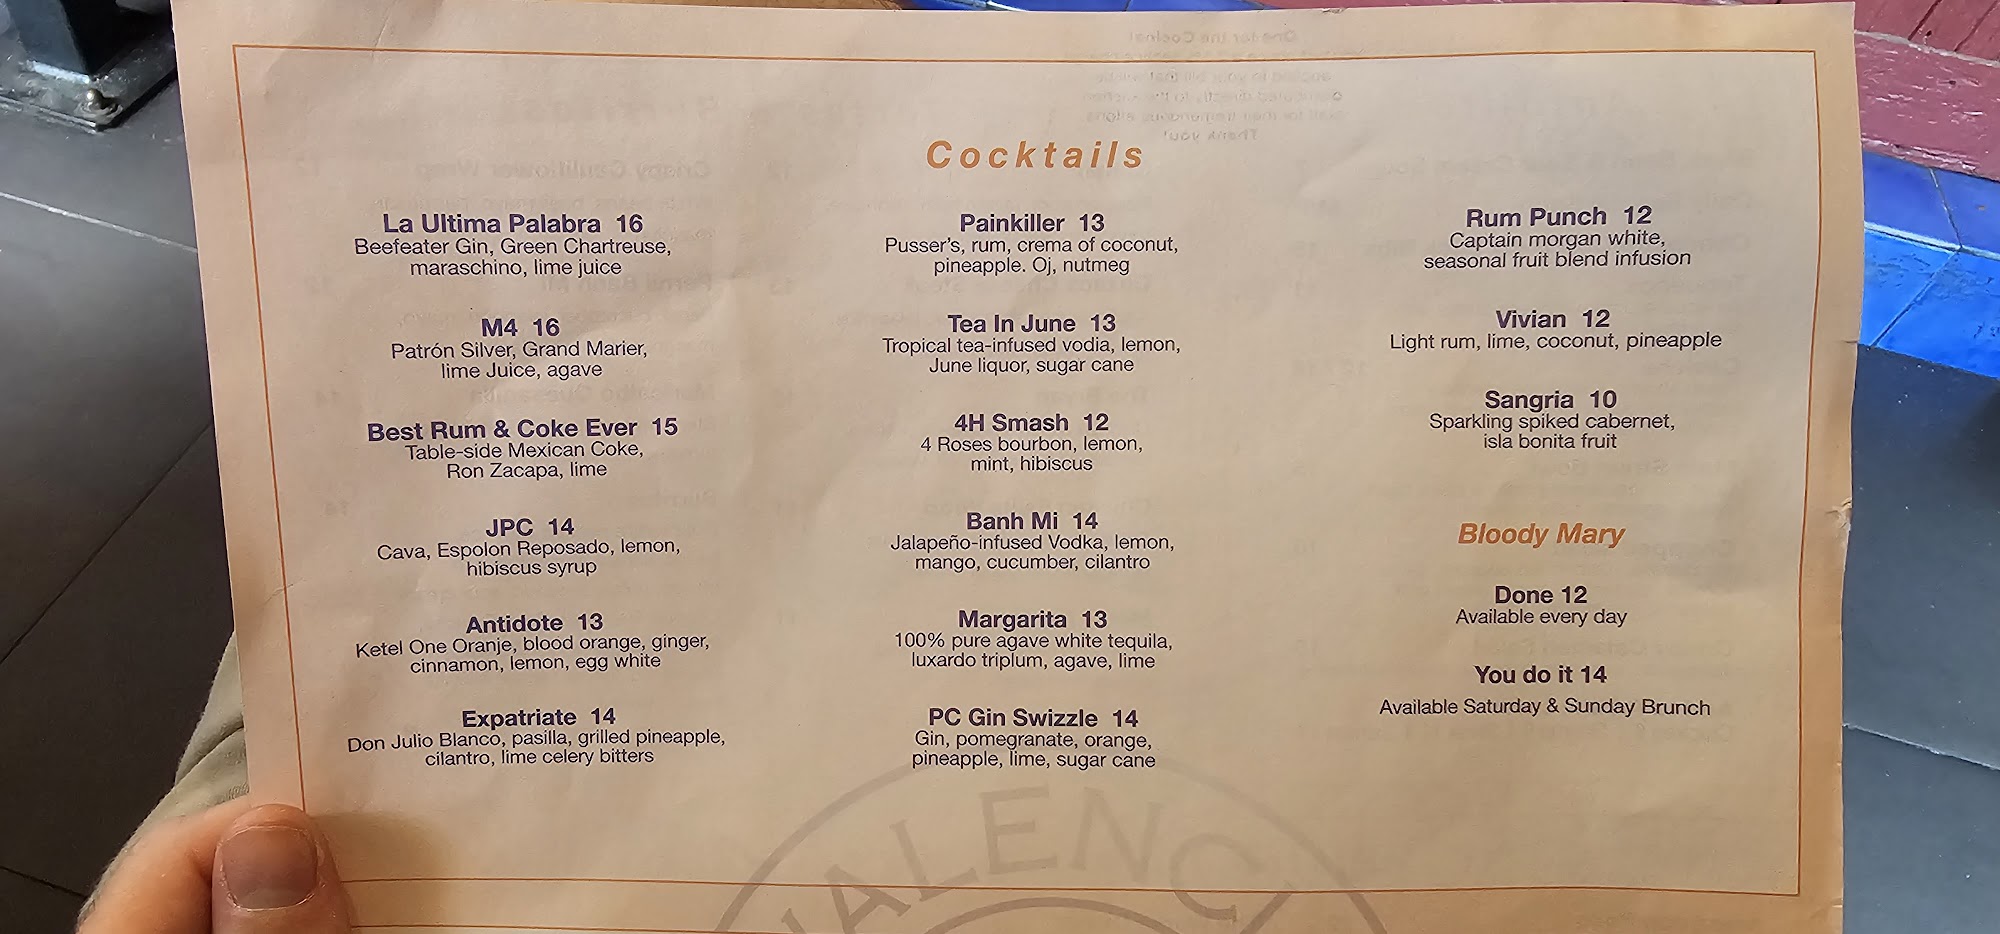 Cocktails
La Ultima Palabra 16
Beefeater Gin, Green Chartreuse,
maraschino, lime juice
M4 16
Patrón Silver, Grand Marier,
lime Juice, agave
Best Rum & Coke Ever 15
Table-side Mexican Coke,
Ron Zacapa, lime
JPC 14
Cava, Espolon Reposado, lemon,
hibiscus syrup
Antidote 13
Ketel One Oranje, blood orange, ginger,
cinnamon, lemon, egg white
Expatriate 14
Don Julio Blanco, pasilla, grilled pineapple,
cilantro, lime celery bitters
Painkiller 13
Pusser's, rum, crema of coconut,
pineapple. Oj, nutmeg
Tea In June 13
Tropical tea-infused vodia, lemon,
June liquor, sugar cane
4H Smash 12
4 Roses bourbon, lemon,
mint, hibiscus
Banh Mi 14
Jalapeño-infused Vodka, lemon,
mango, cucumber, cilantro
Margarita 13
100% pure agave white tequila,
luxardo triplum, agave, lime
PC Gin Swizzle 14
Gin, pomegranate, orange,
pineapple, lime, sugar cane
Rum Punch 12
Captain morgan white,
seasonal fruit blend infusion
Vivian 12
Light rum, lime, coconut, pineapple
Sangria 10
Sparkling spiked cabernet,
isla bonita fruit
Bloody Mary
Done 12
Available every day
You do it 14
Available Saturday & Sunday Brunch
VALENC